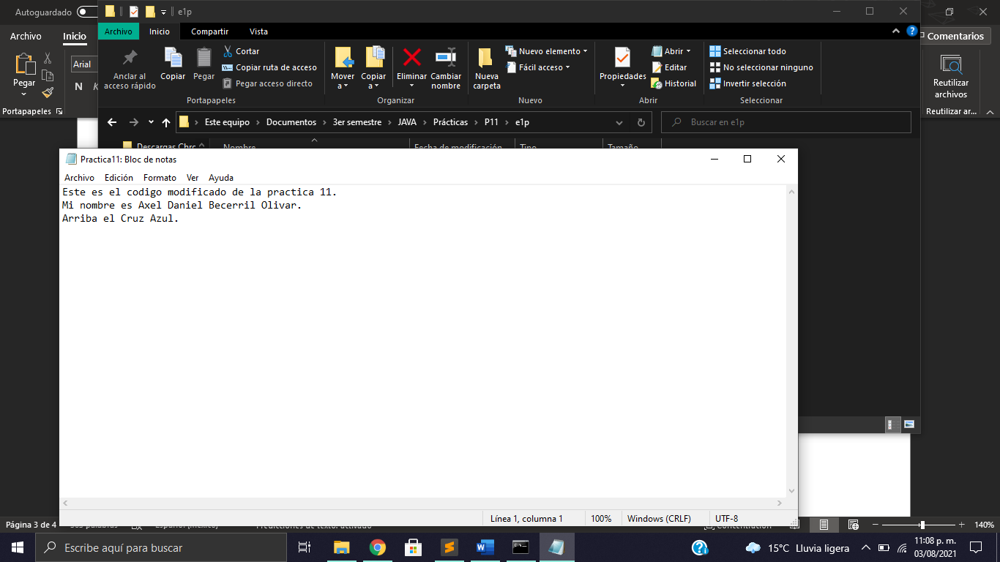 Autoguardado
e1p
Archivo Inicio
Archivo Inicio Compartir Vista
Comentarios
Pegar
Arial
N K
Portapapeles
Anclar al acceso rápido
Copiar
Pegar
Cortar
Copiar ruta de acceso
Pegar acceso directo
Portapapeles
Mover a
Copiar a
Eliminar
Cambiar nombre
Organizar
Nueva carpeta
Nuevo elemento
Fácil acceso
Nuevo
Propiedades
Abrir
Editar
Historial
Abrir
Seleccionar todo
No seleccionar ninguno
Invertir selección
Seleccionar
Reutilizar archivos
Reutilizar ar...
Este equipo > Documentos > 3er semestre > JAVA > Prácticas > P11 > e1p
Buscar en e1p
Descargas Chro
Nombre Fecha de modificación Tipo Tamaño
Practica11: Bloc de notas
Archivo Edición Formato Ver Ayuda
Este es el codigo modificado de la practica 11.
Mi nombre es Axel Daniel Becerril Olivar.
Arriba el Cruz Azul.
Línea 1, columna 1 100% Windows (CRLF) UTF-8
Página 3 de 4 palabras Español (México) Predicciones de texto: activado Concentración 140%
Escribe aquí para buscar
15°C Lluvia ligera
11:08 p. m.
03/08/2021